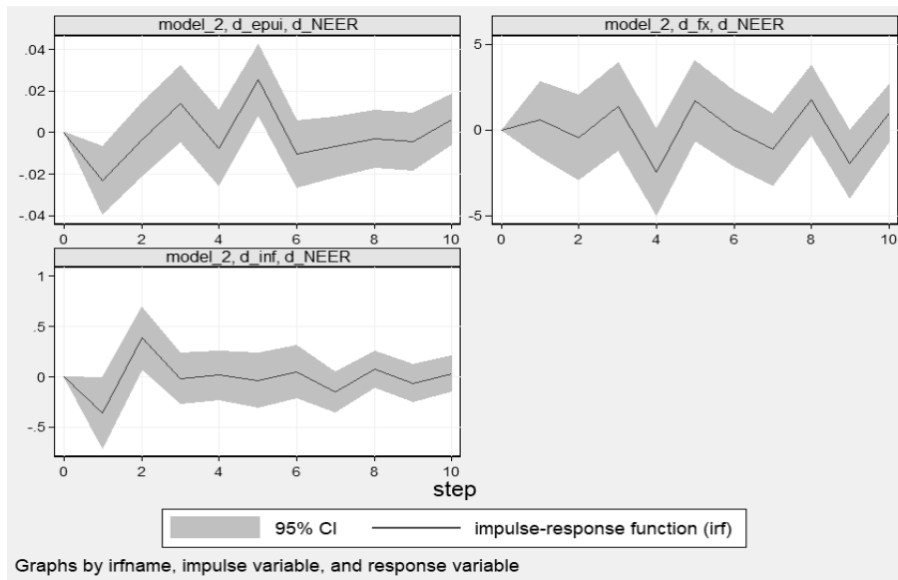 model_2, d_epui, d_NEER
.04
.02
0
-.02
-.04
0 2 4 6 8 10
model_2, d_fx, d_NEER
5
0
-5
0 2 4 6 8 10
model_2, d_inf, d_NEER
1
.5
0
-.5
0 2 4 6 8 10
step
95% CI impulse-response function (irf)
Graphs by irfname, impulse variable, and response variable